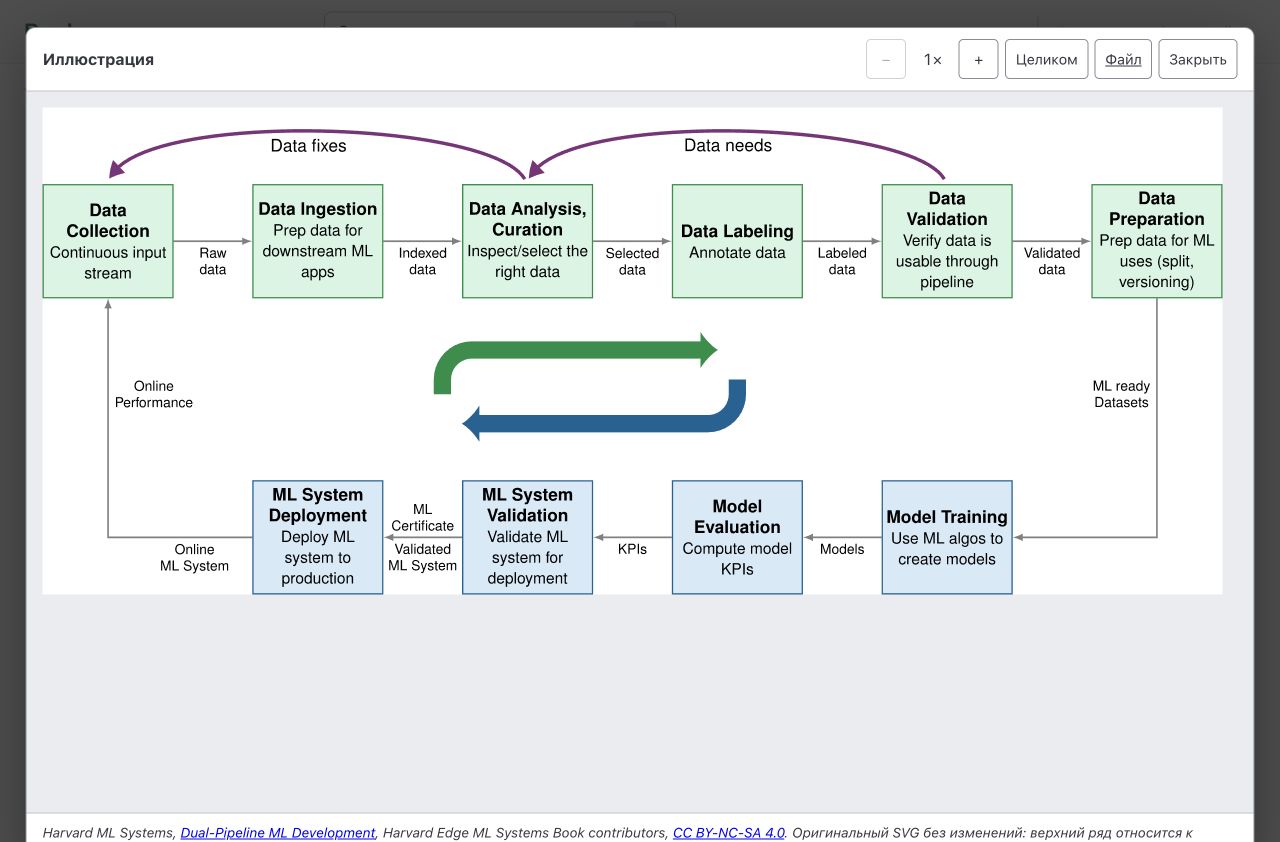 Иллюстрация
−
1×
+
Целиком
Файл
Закрыть
Data fixes
Data needs
Data
Collection
Continuous input
stream
Raw
data
Data Ingestion
Prep data for
downstream ML
apps
Indexed
data
Data Analysis,
Curation
Inspect/select the
right data
Selected
data
Data Labeling
Annotate data
Labeled
data
Data
Validation
Verify data is
usable through
pipeline
Validated
data
Data
Preparation
Prep data for ML
uses (split,
versioning)
Online
Performance
ML ready
Datasets
ML System
Deployment
Deploy ML
system to
production
ML
Certificate
Validated
ML System
ML System
Validation
Validate ML
system for
deployment
KPIs
Model
Evaluation
Compute model
KPIs
Models
Model Training
Use ML algos to
create models
Online
ML System
Harvard ML Systems, Dual-Pipeline ML Development, Harvard Edge ML Systems Book contributors, CC BY-NC-SA 4.0. Оригинальный SVG без изменений: верхний ряд относится к